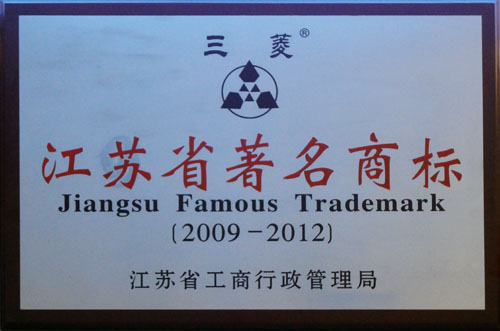 三菱®
江苏省著名商标
Jiangsu Famous Trademark
(2009-2012)
江苏省工商行政管理局